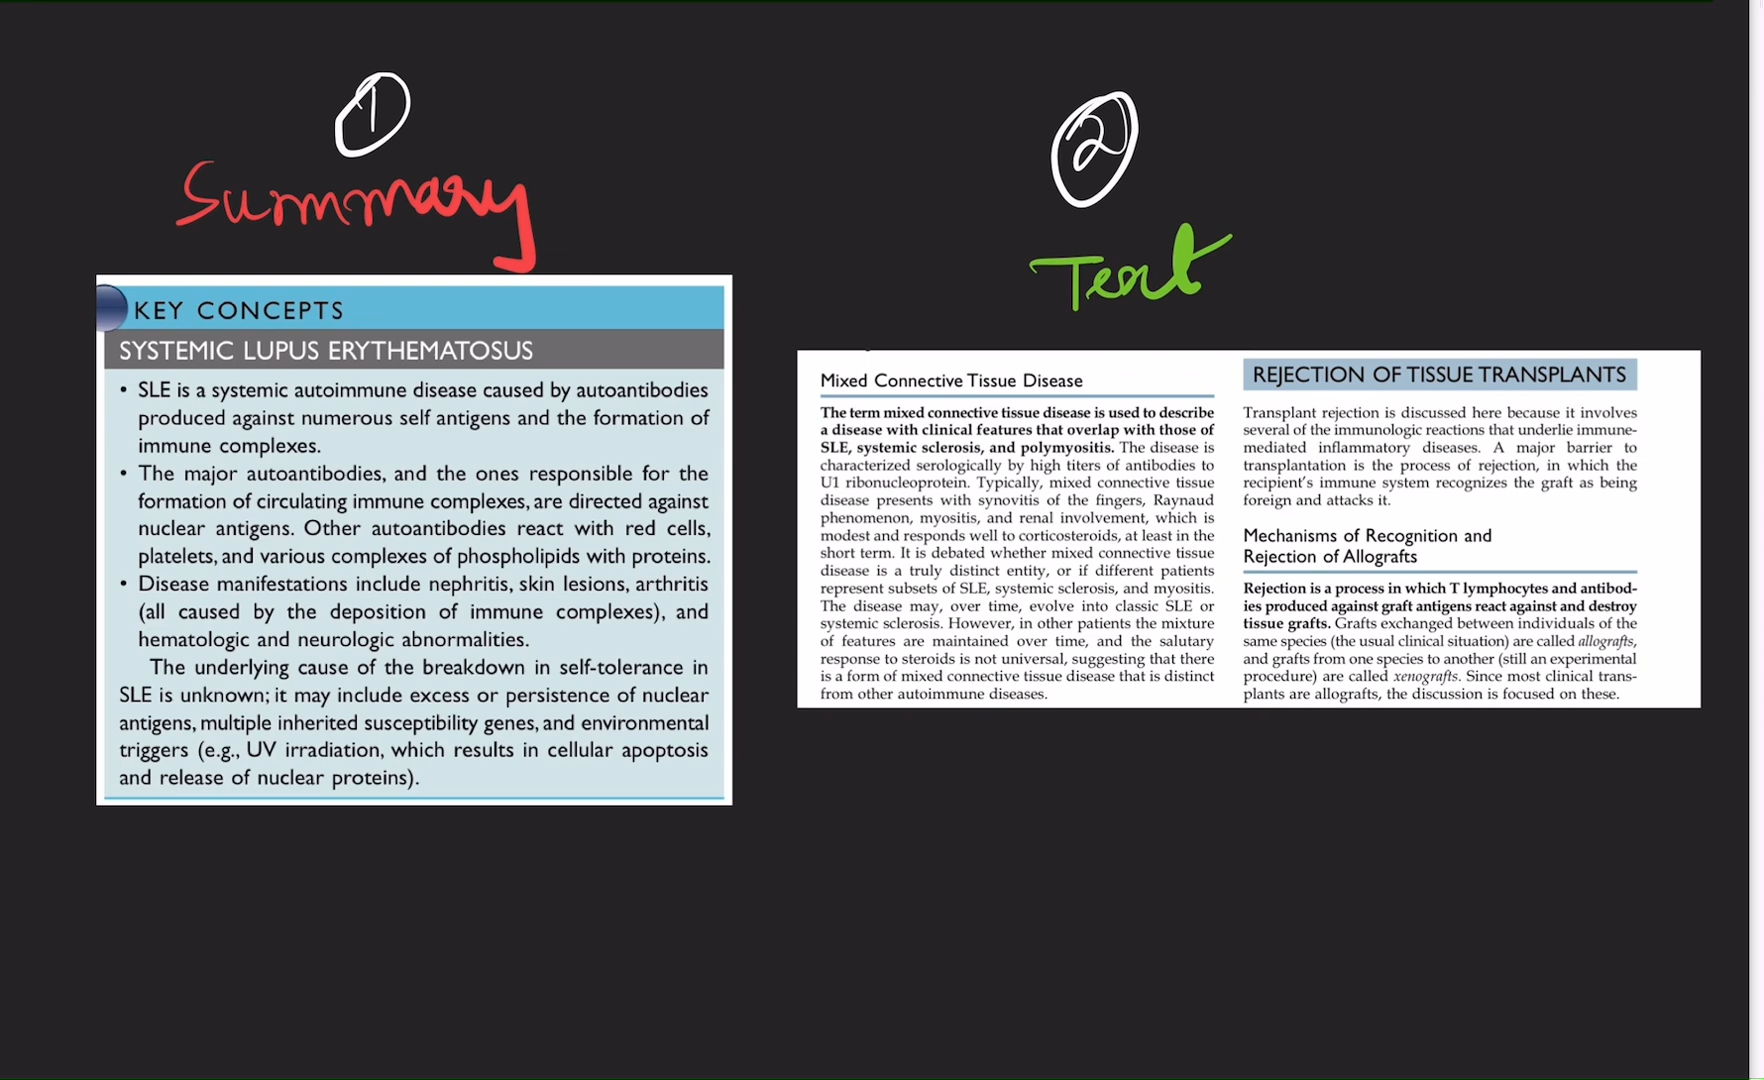 1
Summary
KEY CONCEPTS
SYSTEMIC LUPUS ERYTHEMATOSUS
• SLE is a systemic autoimmune disease caused by autoantibodies
produced against numerous self antigens and the formation of
immune complexes.
• The major autoantibodies, and the ones responsible for the
formation of circulating immune complexes, are directed against
nuclear antigens. Other autoantibodies react with red cells,
platelets, and various complexes of phospholipids with proteins.
• Disease manifestations include nephritis, skin lesions, arthritis
(all caused by the deposition of immune complexes), and
hematologic and neurologic abnormalities.
The underlying cause of the breakdown in self-tolerance in
SLE is unknown; it may include excess or persistence of nuclear
antigens, multiple inherited susceptibility genes, and environmental
triggers (e.g., UV irradiation, which results in cellular apoptosis
and release of nuclear proteins).
2
Text
Mixed Connective Tissue Disease
The term mixed connective tissue disease is used to describe
a disease with clinical features that overlap with those of
SLE, systemic sclerosis, and polymyositis. The disease is
characterized serologically by high titers of antibodies to
U1 ribonucleoprotein. Typically, mixed connective tissue
disease presents with synovitis of the fingers, Raynaud
phenomenon, myositis, and renal involvement, which is
modest and responds well to corticosteroids, at least in the
short term. It is debated whether mixed connective tissue
disease is a truly distinct entity, or if different patients
represent subsets of SLE, systemic sclerosis, and myositis.
The disease may, over time, evolve into classic SLE or
systemic sclerosis. However, in other patients the mixture
of features are maintained over time, and the salutary
response to steroids is not universal, suggesting that there
is a form of mixed connective tissue disease that is distinct
from other autoimmune diseases.
REJECTION OF TISSUE TRANSPLANTS
Transplant rejection is discussed here because it involves
several of the immunologic reactions that underlie immune-
mediated inflammatory diseases. A major barrier to
transplantation is the process of rejection, in which the
recipient's immune system recognizes the graft as being
foreign and attacks it.
Mechanisms of Recognition and
Rejection of Allografts
Rejection is a process in which T lymphocytes and antibod-
ies produced against graft antigens react against and destroy
tissue grafts. Grafts exchanged between individuals of the
same species (the usual clinical situation) are called allografts,
and grafts from one species to another (still an experimental
procedure) are called xenografts. Since most clinical trans-
plants are allografts, the discussion is focused on these.